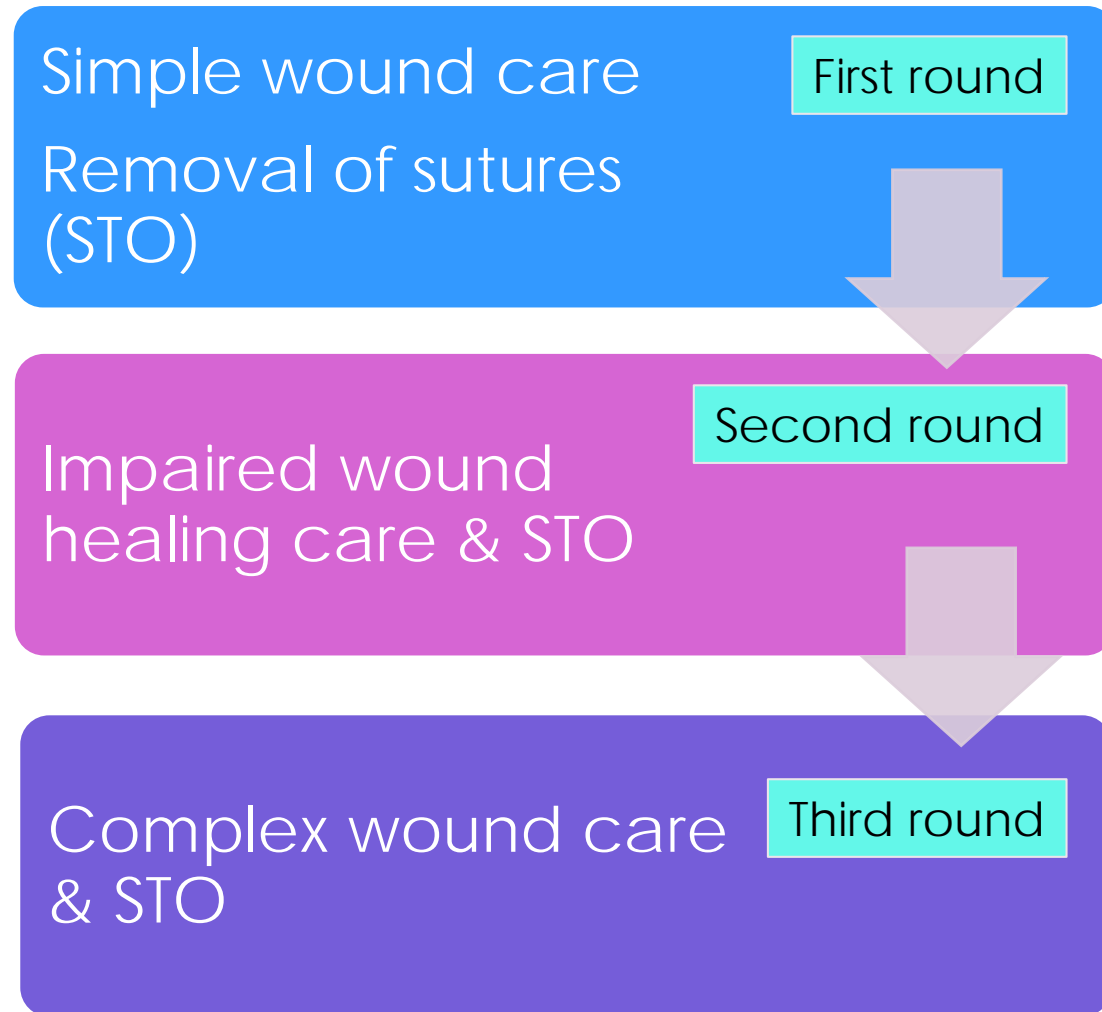 Simple wound care
First round
Removal of sutures
(STO)
Second round
Impaired wound
healing care & STO
Third round
Complex wound care
& STO